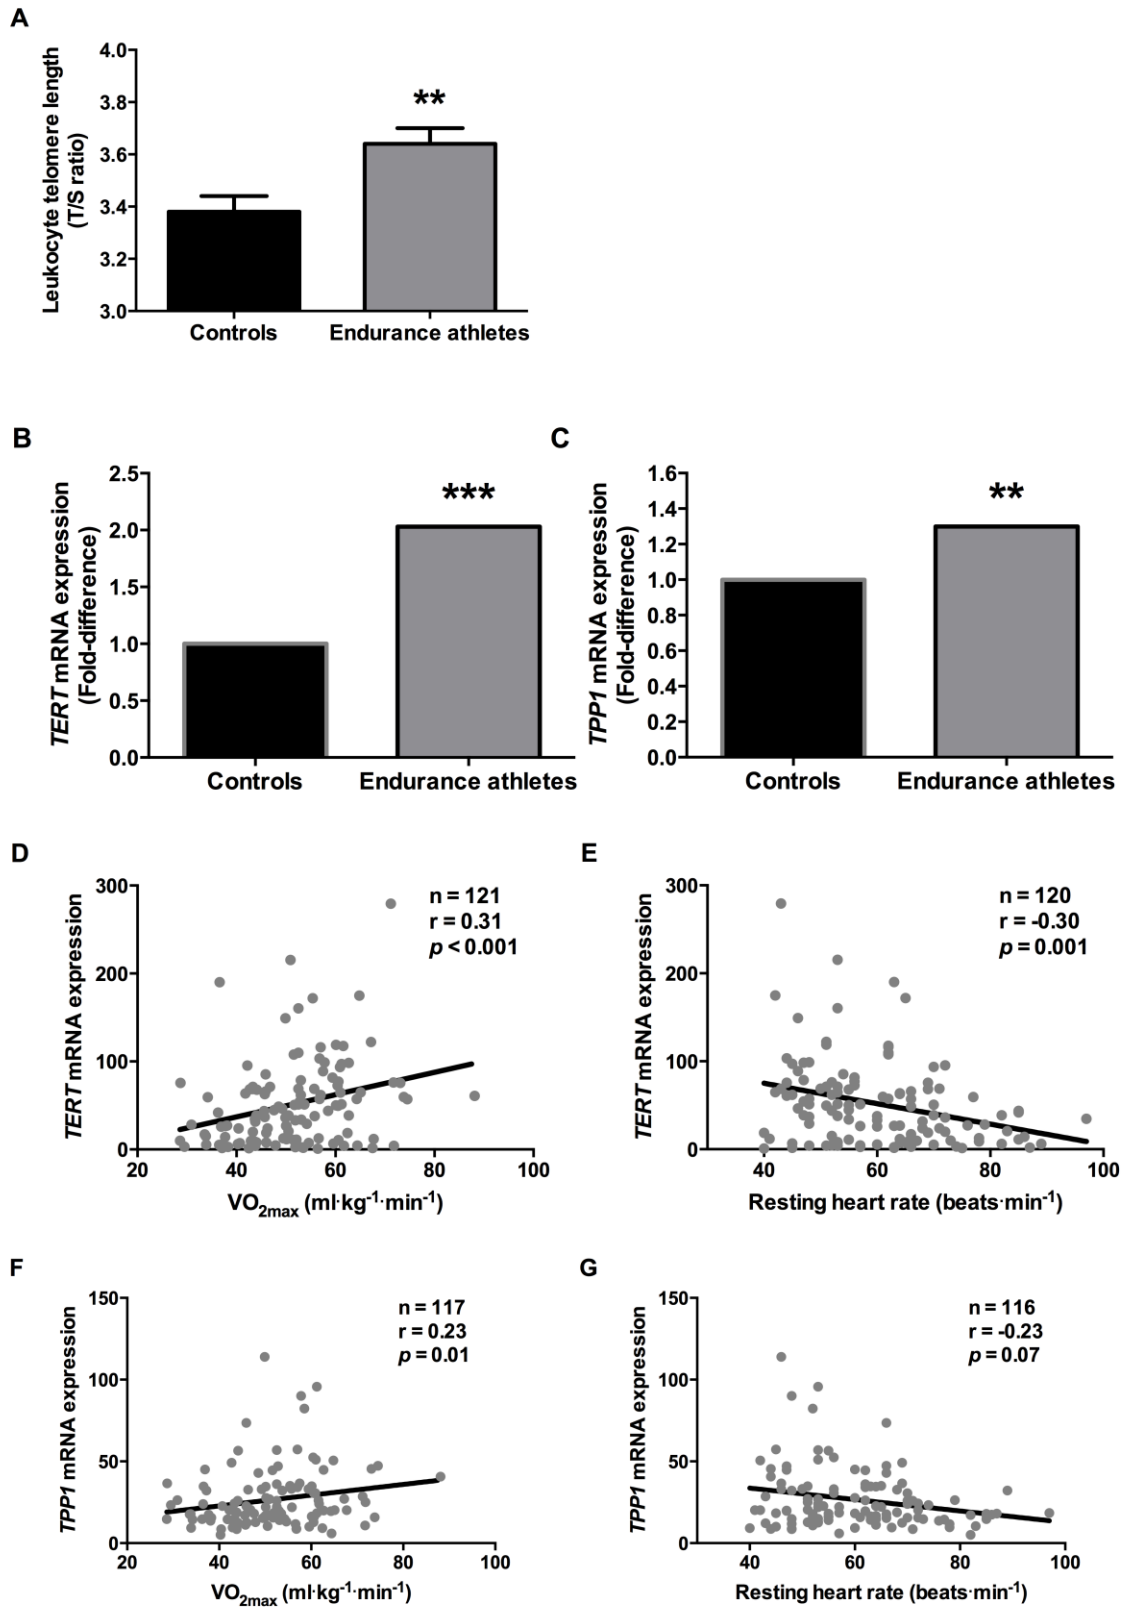 A
Leukocyte telomere length
(T/S ratio)
4.0
3.8
3.6
3.4
3.2
3.0
**
Controls
Endurance athletes
B
TERT mRNA expression
(Fold-difference)
2.5
2.0
1.5
1.0
0.5
0.0
***
Controls
Endurance athletes
C
TPP1 mRNA expression
(Fold-difference)
1.6
1.4
1.2
1.0
0.8
0.6
0.4
0.2
0.0
**
Controls
Endurance athletes
D
TERT mRNA expression
300
200
100
0
n = 121
r = 0.31
p < 0.001
20 40 60 80 100
VO2max (ml·kg-1·min-1)
E
TERT mRNA expression
300
200
100
0
n = 120
r = -0.30
p = 0.001
40 60 80 100
Resting heart rate (beats·min-1)
F
TPP1 mRNA expression
150
100
50
0
n = 117
r = 0.23
p = 0.01
20 40 60 80 100
VO2max (ml·kg-1·min-1)
G
TPP1 mRNA expression
150
100
50
0
n = 116
r = -0.23
p = 0.07
40 60 80 100
Resting heart rate (beats·min-1)